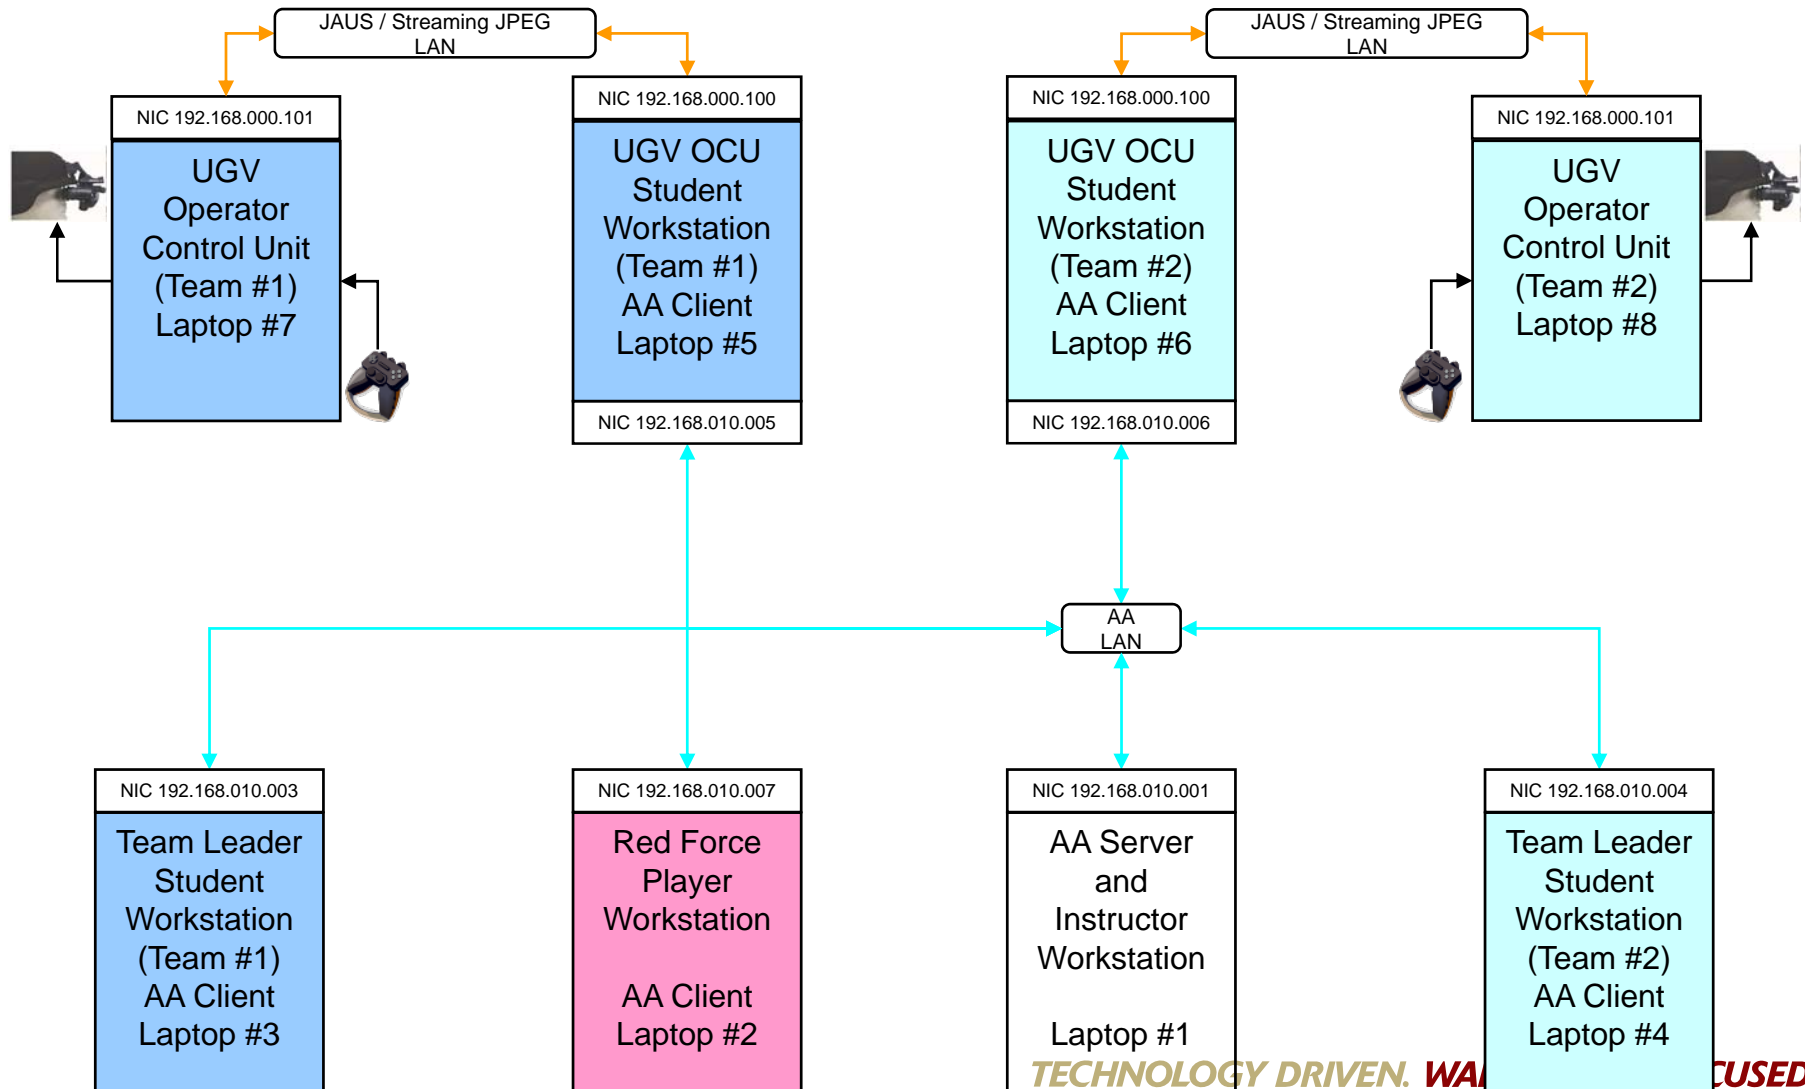 JAUS / Streaming JPEG
LAN
JAUS / Streaming JPEG
LAN
NIC 192.168.000.101
UGV
Operator
Control Unit
(Team #1)
Laptop #7
NIC 192.168.000.100
UGV OCU
Student
Workstation
(Team #1)
AA Client
Laptop #5
NIC 192.168.010.005
NIC 192.168.000.100
UGV OCU
Student
Workstation
(Team #2)
AA Client
Laptop #6
NIC 192.168.010.006
NIC 192.168.000.101
UGV
Operator
Control Unit
(Team #2)
Laptop #8
AA
LAN
NIC 192.168.010.003
Team Leader
Student
Workstation
(Team #1)
AA Client
Laptop #3
NIC 192.168.010.007
Red Force
Player
Workstation
AA Client
Laptop #2
NIC 192.168.010.001
AA Server
and
Instructor
Workstation
Laptop #1
NIC 192.168.010.004
Team Leader
Student
Workstation
(Team #2)
AA Client
Laptop #4
TECHNOLOGY DRIVEN.